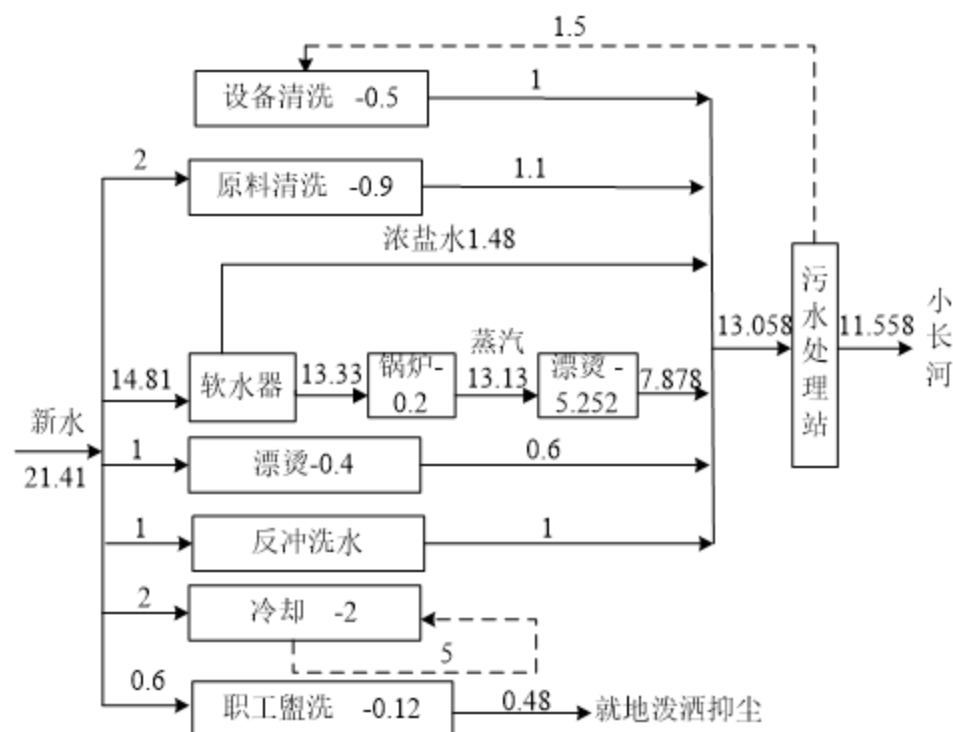 1.5
设备清洗 -0.5
1
2
原料清洗 -0.9
1.1
浓盐水1.48
14.81
软水器
13.33
锅炉-
0.2
蒸汽
13.13
漂烫 -
5.252
7.878
13.058
污水处理站
11.558
小长河
新水
21.41
1
漂烫-0.4
0.6
1
反冲洗水
1
2
冷却 -2
5
0.6
职工盥洗 -0.12
0.48
就地泼洒抑尘